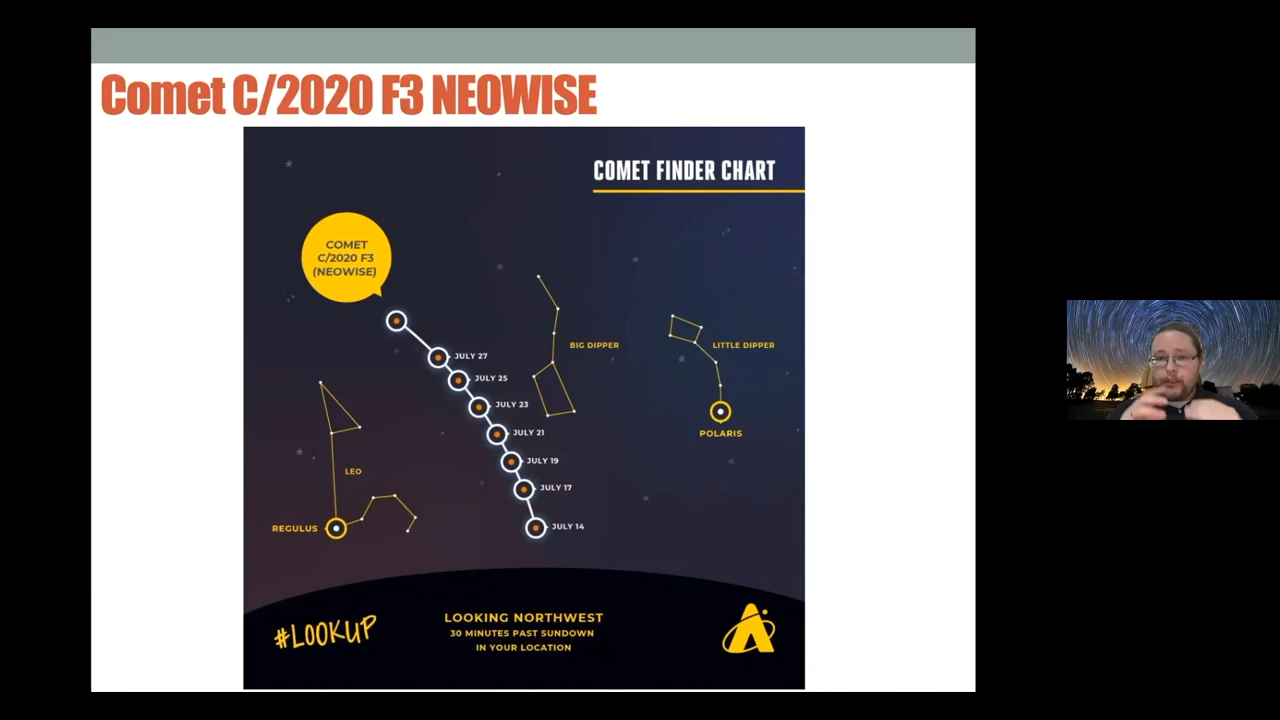 Comet C/2020 F3 NEOWISE
COMET FINDER CHART
COMET
C/2020 F3
(NEOWISE)
JULY 27
JULY 25
JULY 23
JULY 21
JULY 19
JULY 17
JULY 14
BIG DIPPER
LITTLE DIPPER
POLARIS
LEO
REGULUS
#LOOKUP
LOOKING NORTHWEST
30 MINUTES PAST SUNDOWN
IN YOUR LOCATION